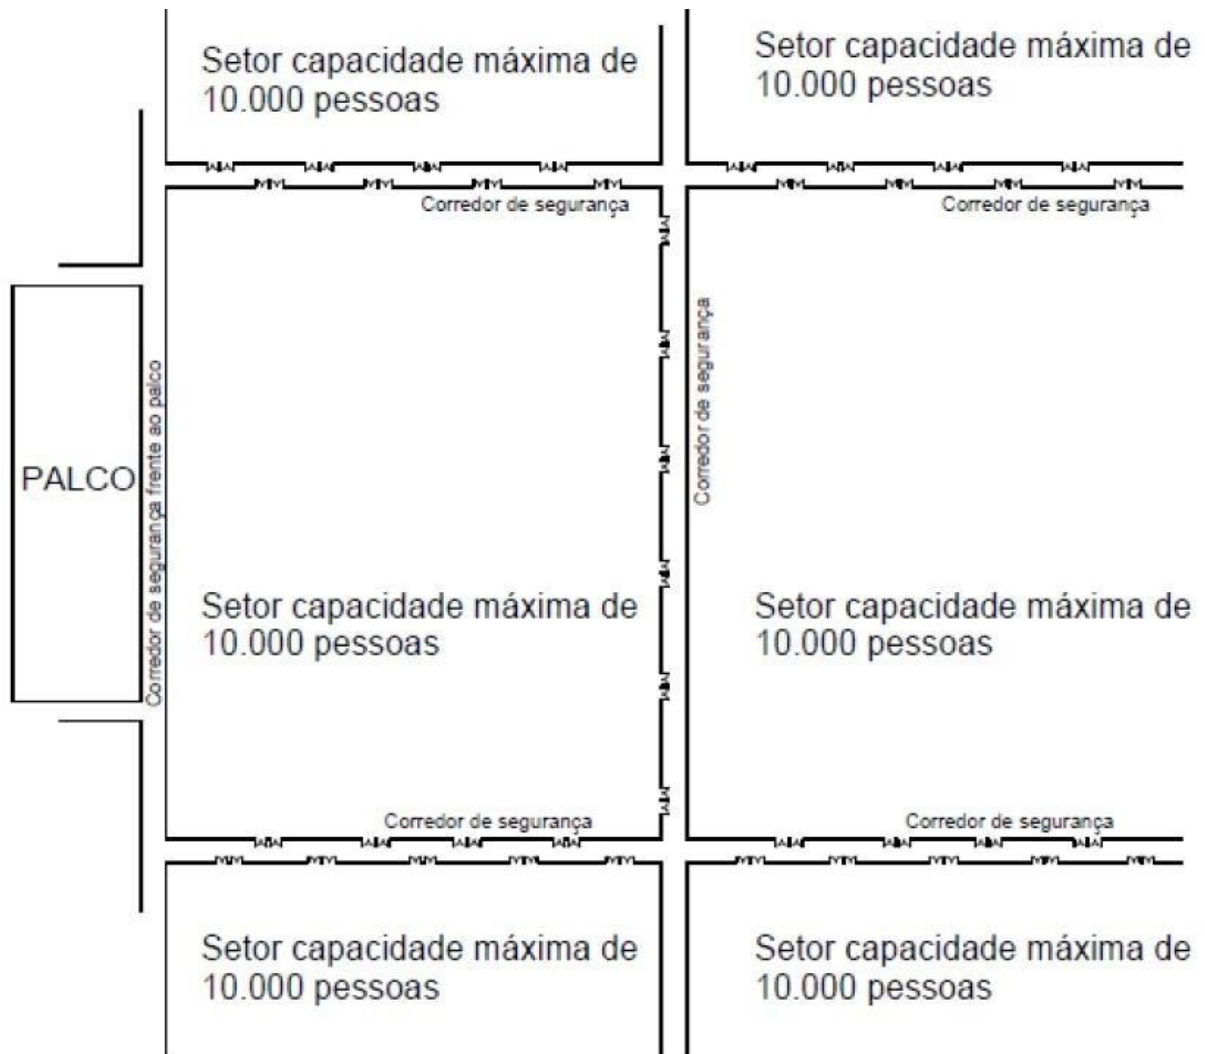 Setor capacidade máxima de
10.000 pessoas
Setor capacidade máxima de
10.000 pessoas
Corredor de segurança
Corredor de segurança
Corredor de segurança
Corredor de segurança frente ao palco
PALCO
Setor capacidade máxima de
10.000 pessoas
Setor capacidade máxima de
10.000 pessoas
Corredor de segurança
Corredor de segurança
Setor capacidade máxima de
10.000 pessoas
Setor capacidade máxima de
10.000 pessoas